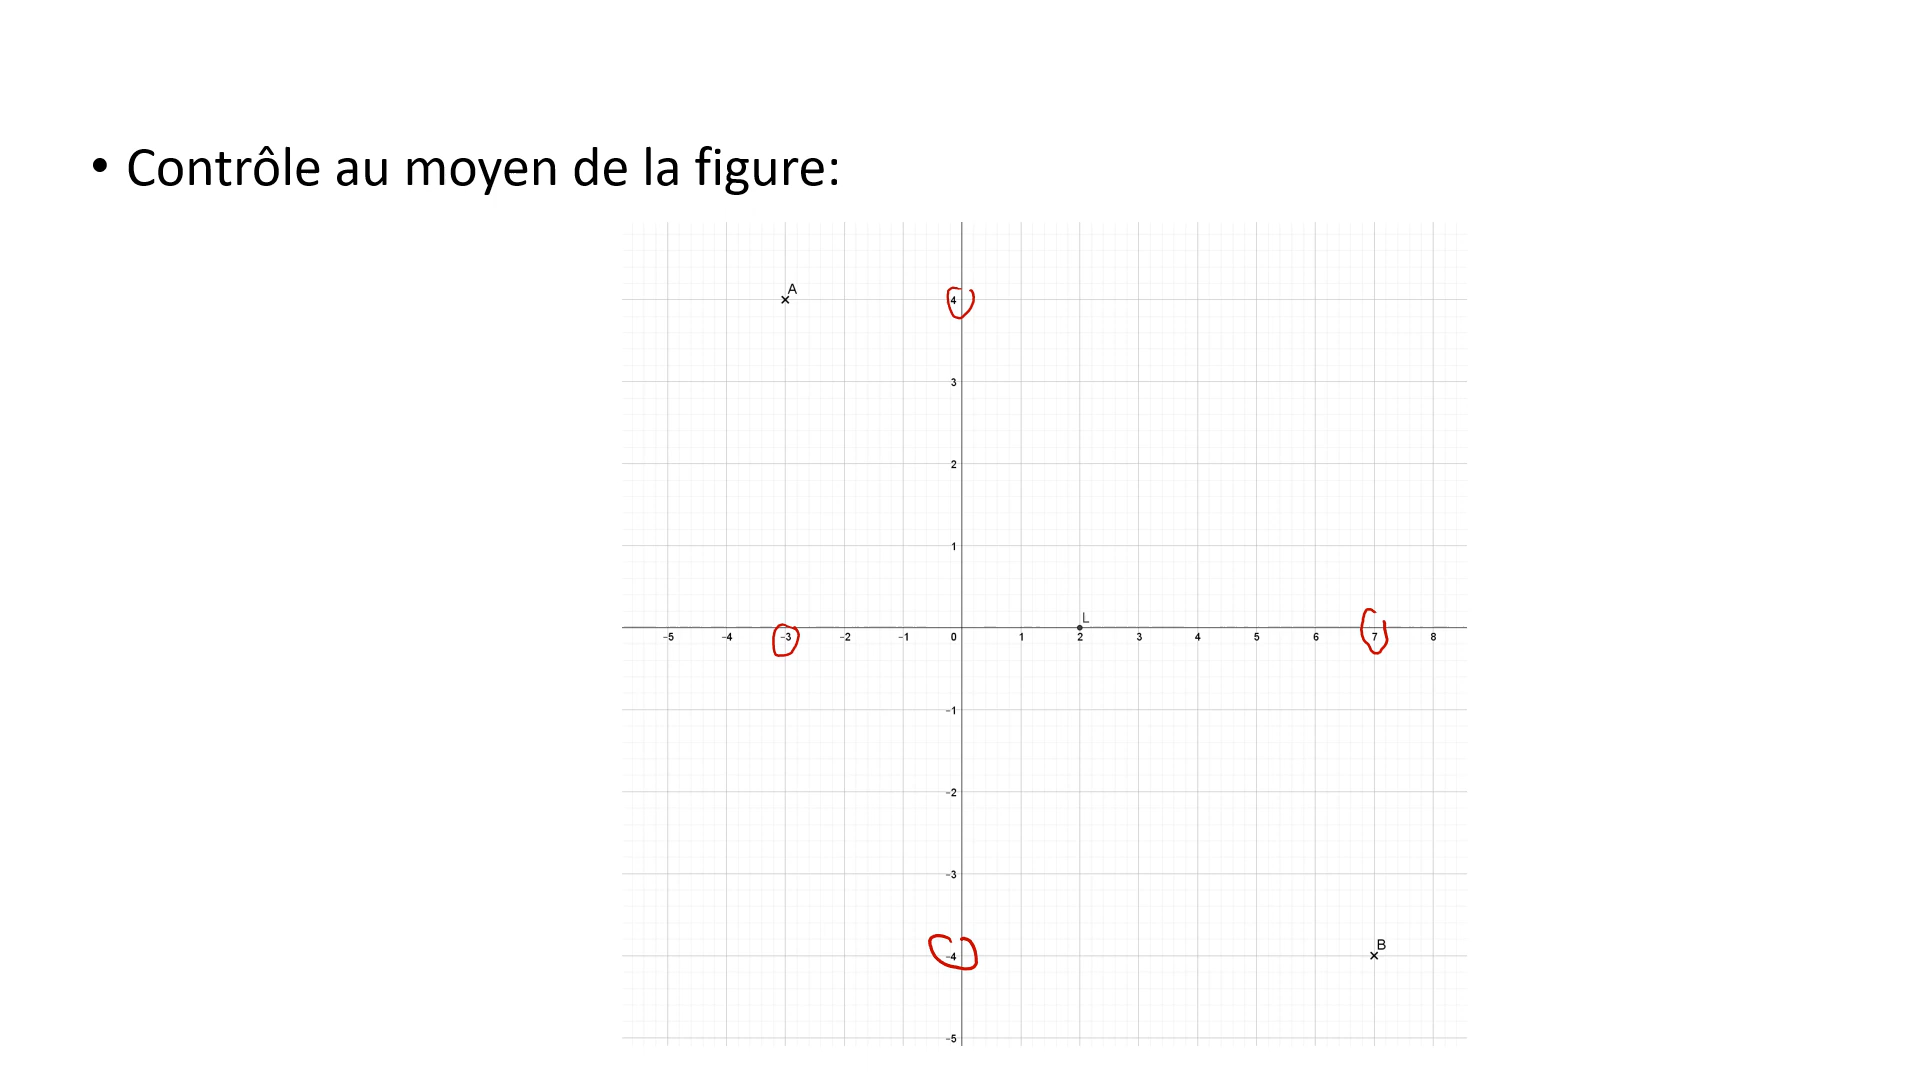 • Contrôle au moyen de la figure:
A
4
3
2
1
L
−5 −4 −3 −2 −1 0 1 2 3 4 5 6 7 8
−1
−2
−3
B
−4
−5